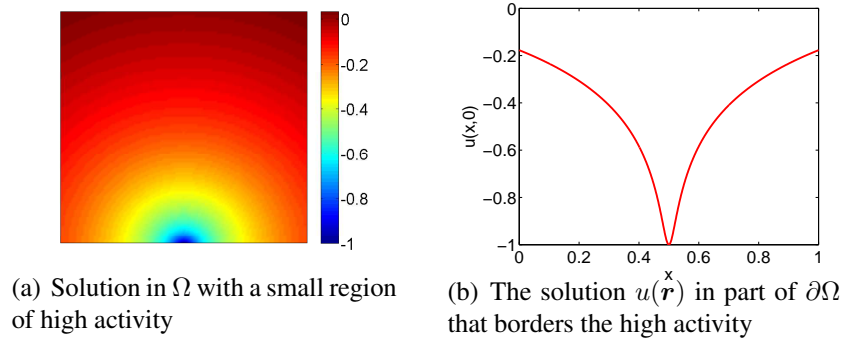 0
-0.2
-0.4
-0.6
-0.8
-1
0
−0.2
−0.4
−0.6
−0.8
−1
u(x,0)
0 0.2 0.4 0.6 0.8 1
x
(a) Solution in Ω with a small region
of high activity
(b) The solution u(r) in part of ∂Ω
that borders the high activity